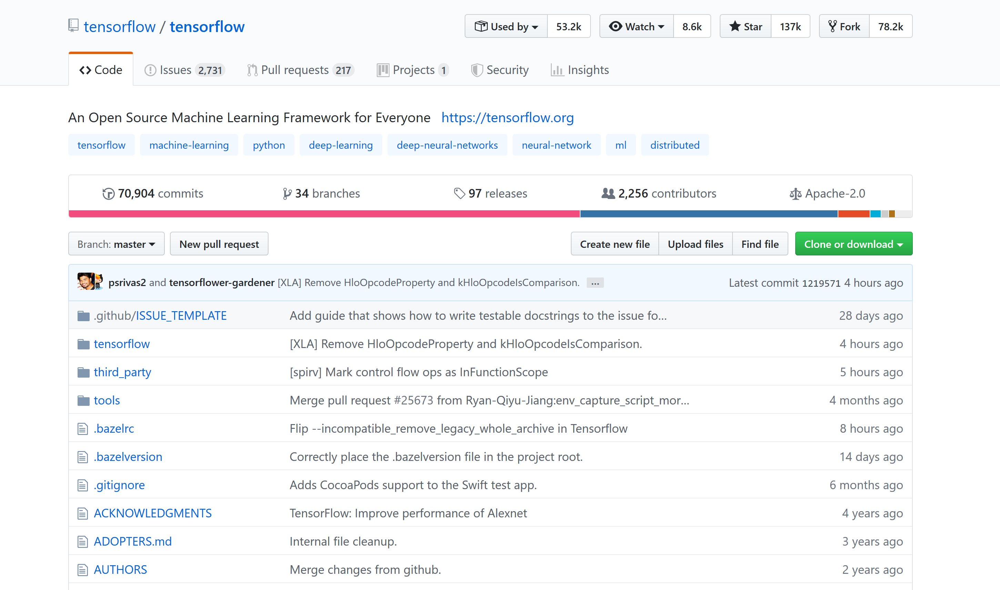 tensorflow / tensorflow
Used by 53.2k Watch 8.6k Star 137k Fork 78.2k
Code Issues 2,731 Pull requests 217 Projects 1 Security Insights
An Open Source Machine Learning Framework for Everyone https://tensorflow.org
tensorflow machine-learning python deep-learning deep-neural-networks neural-network ml distributed
70,904 commits 34 branches 97 releases 2,256 contributors Apache-2.0
Branch: master New pull request Create new file Upload files Find file Clone or download
psrivas2 and tensorflower-gardener [XLA] Remove HloOpcodeProperty and kHloOpcodeIsComparison. ... Latest commit 1219571 4 hours ago
.github/ISSUE_TEMPLATE Add guide that shows how to write testable docstrings to the issue fo... 28 days ago
tensorflow [XLA] Remove HloOpcodeProperty and kHloOpcodeIsComparison. 4 hours ago
third_party [spirv] Mark control flow ops as InFunctionScope 5 hours ago
tools Merge pull request #25673 from Ryan-Qiyu-Jiang:env_capture_script_mor... 4 months ago
.bazelrc Flip --incompatible_remove_legacy_whole_archive in Tensorflow 8 hours ago
.bazelversion Correctly place the .bazelversion file in the project root. 14 days ago
.gitignore Adds CocoaPods support to the Swift test app. 6 months ago
ACKNOWLEDGMENTS TensorFlow: Improve performance of Alexnet 4 years ago
ADOPTERS.md Internal file cleanup. 3 years ago
AUTHORS Merge changes from github. 2 years ago